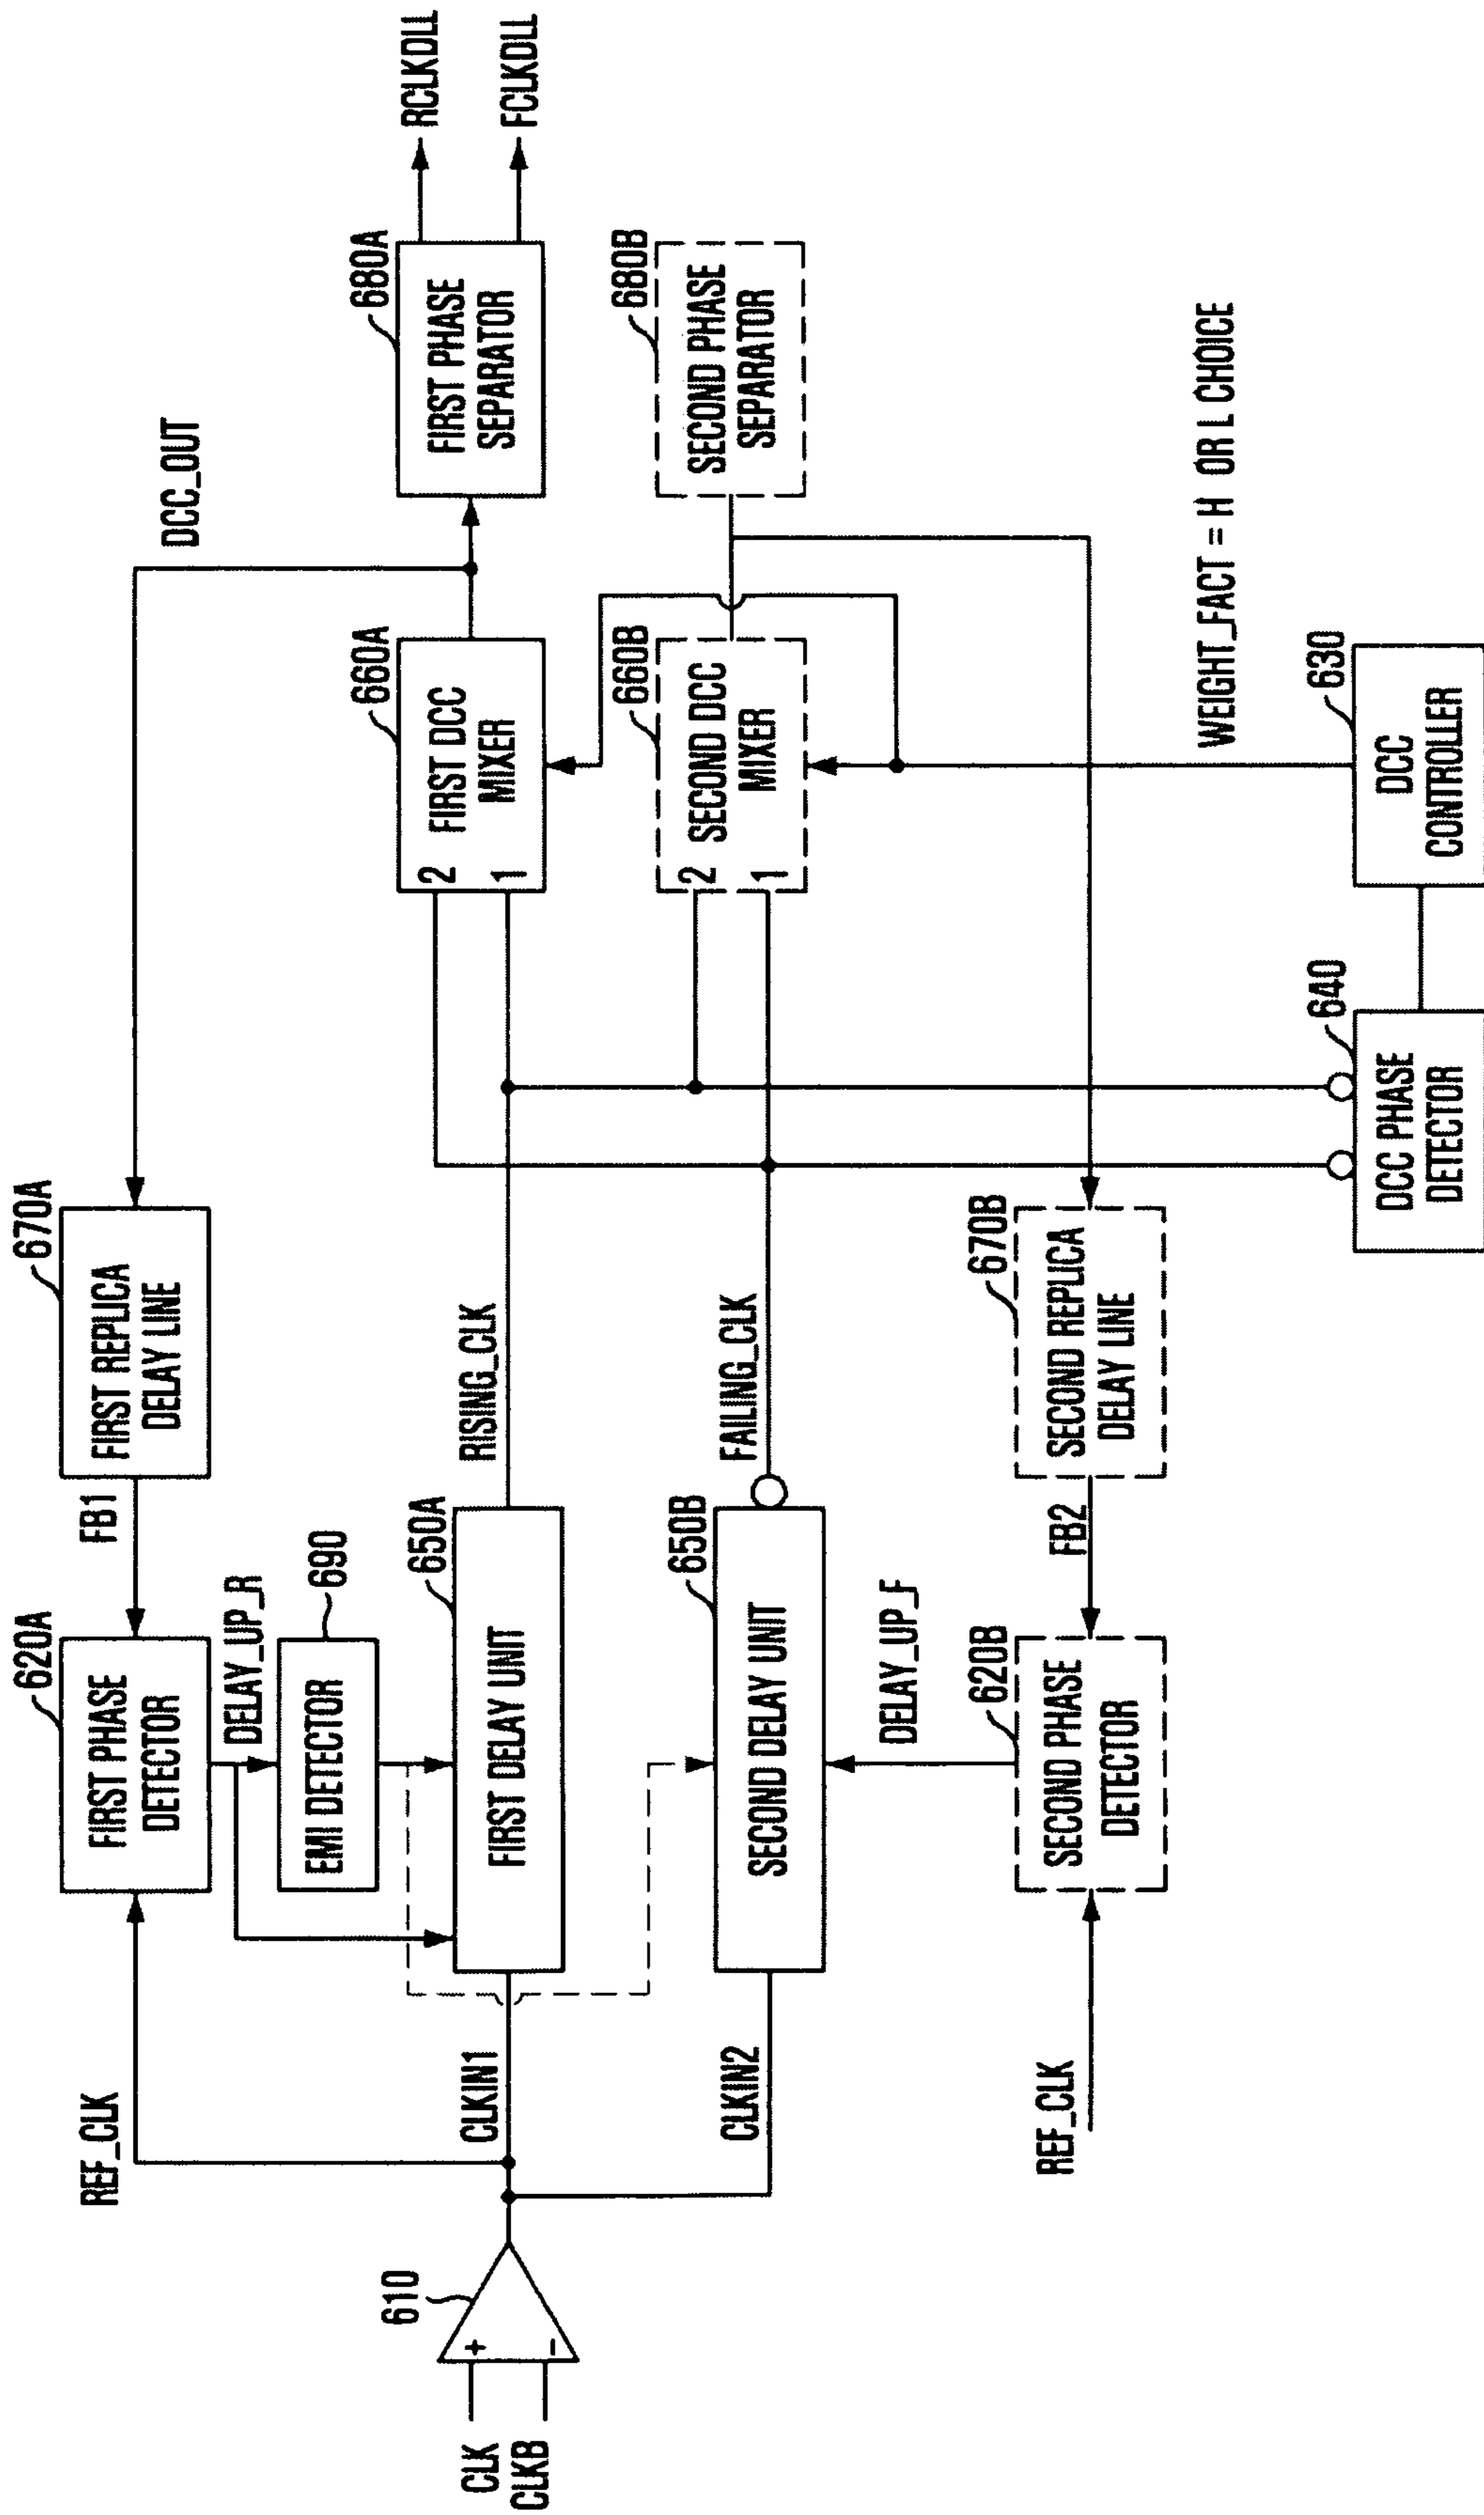 REF_CLK
620A
FIRST PHASE
DETECTOR
FB1
670A
FIRST REPLICA
DELAY LINE
DCC_OUT
DELAY_UP_R
690
EMI DETECTOR
610
+
-
CLK
CLKB
CLKIN1
650A
FIRST DELAY UNIT
RISING_CLK
660A
FIRST DCC
MIXER
2
1
680A
FIRST PHASE
SEPARATOR
RCLKDLL
FCLKDLL
CLKIN2
650B
SECOND DELAY UNIT
FAILING_CLK
660B
SECOND DCC
MIXER
2
1
680B
SECOND PHASE
SEPARATOR
DELAY_UP_F
REF_CLK
620B
SECOND PHASE
DETECTOR
FB2
670B
SECOND REPLICA
DELAY LINE
WEIGHT_FACT = H OR L CHOICE
640
DCC PHASE
DETECTOR
630
DCC
CONTROLLER